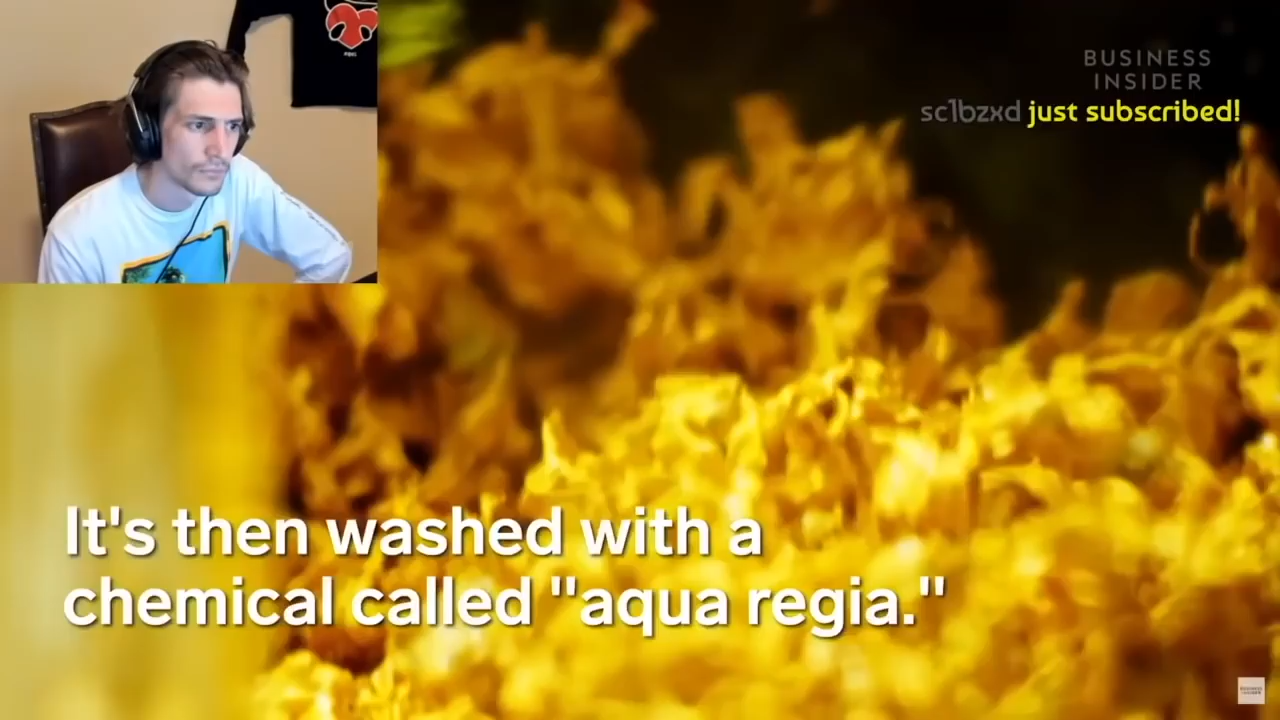 BUSINESS
INSIDER
sc1bzxd just subscribed!
It's then washed with a
chemical called "aqua regia."